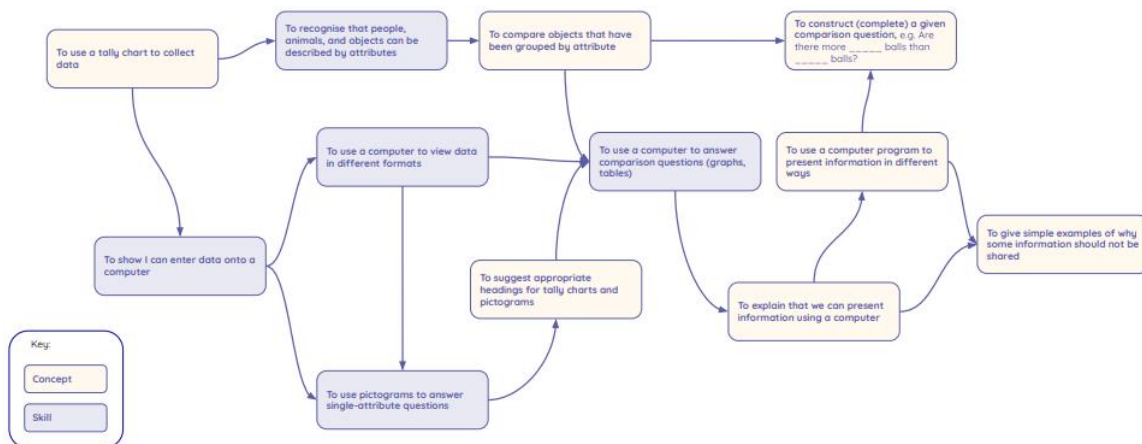 To use a tally chart to collect
data
To recognise that people,
animals, and objects can be
described by attributes
To compare objects that have
been grouped by attribute
To construct (complete) a given
comparison question, e.g. Are
there more _____ balls than
_____ balls?
To use a computer to view data
in different formats
To use a computer to answer
comparison questions (graphs,
tables)
To use a computer program to
present information in different
ways
To give simple examples of why
some information should not be
shared
To show I can enter data onto a
computer
To suggest appropriate
headings for tally charts and
pictograms
To explain that we can present
information using a computer
To use pictograms to answer
single-attribute questions
Key:
Concept
Skill